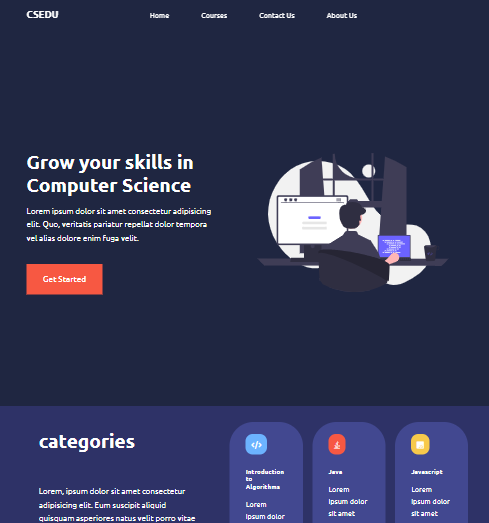 CSEDU
Home
Courses
Contact Us
About Us
Grow your skills in
Computer Science
Lorem ipsum dolor sit amet consectetur adipisicing
elit. Quo, veritatis pariatur repellat dolor tempora
vel alias dolore enim fuga velit.
Get Started
categories
Lorem, ipsum dolor sit amet consectetur
adipisicing elit. Eum suscipit aliquid
quisquam asperiores natus velit porro vitae
Introduction
to
Algorithms
Lorem
ipsum dolor
Java
Lorem
ipsum dolor
sit amet
Javascript
Lorem
ipsum dolor
sit amet